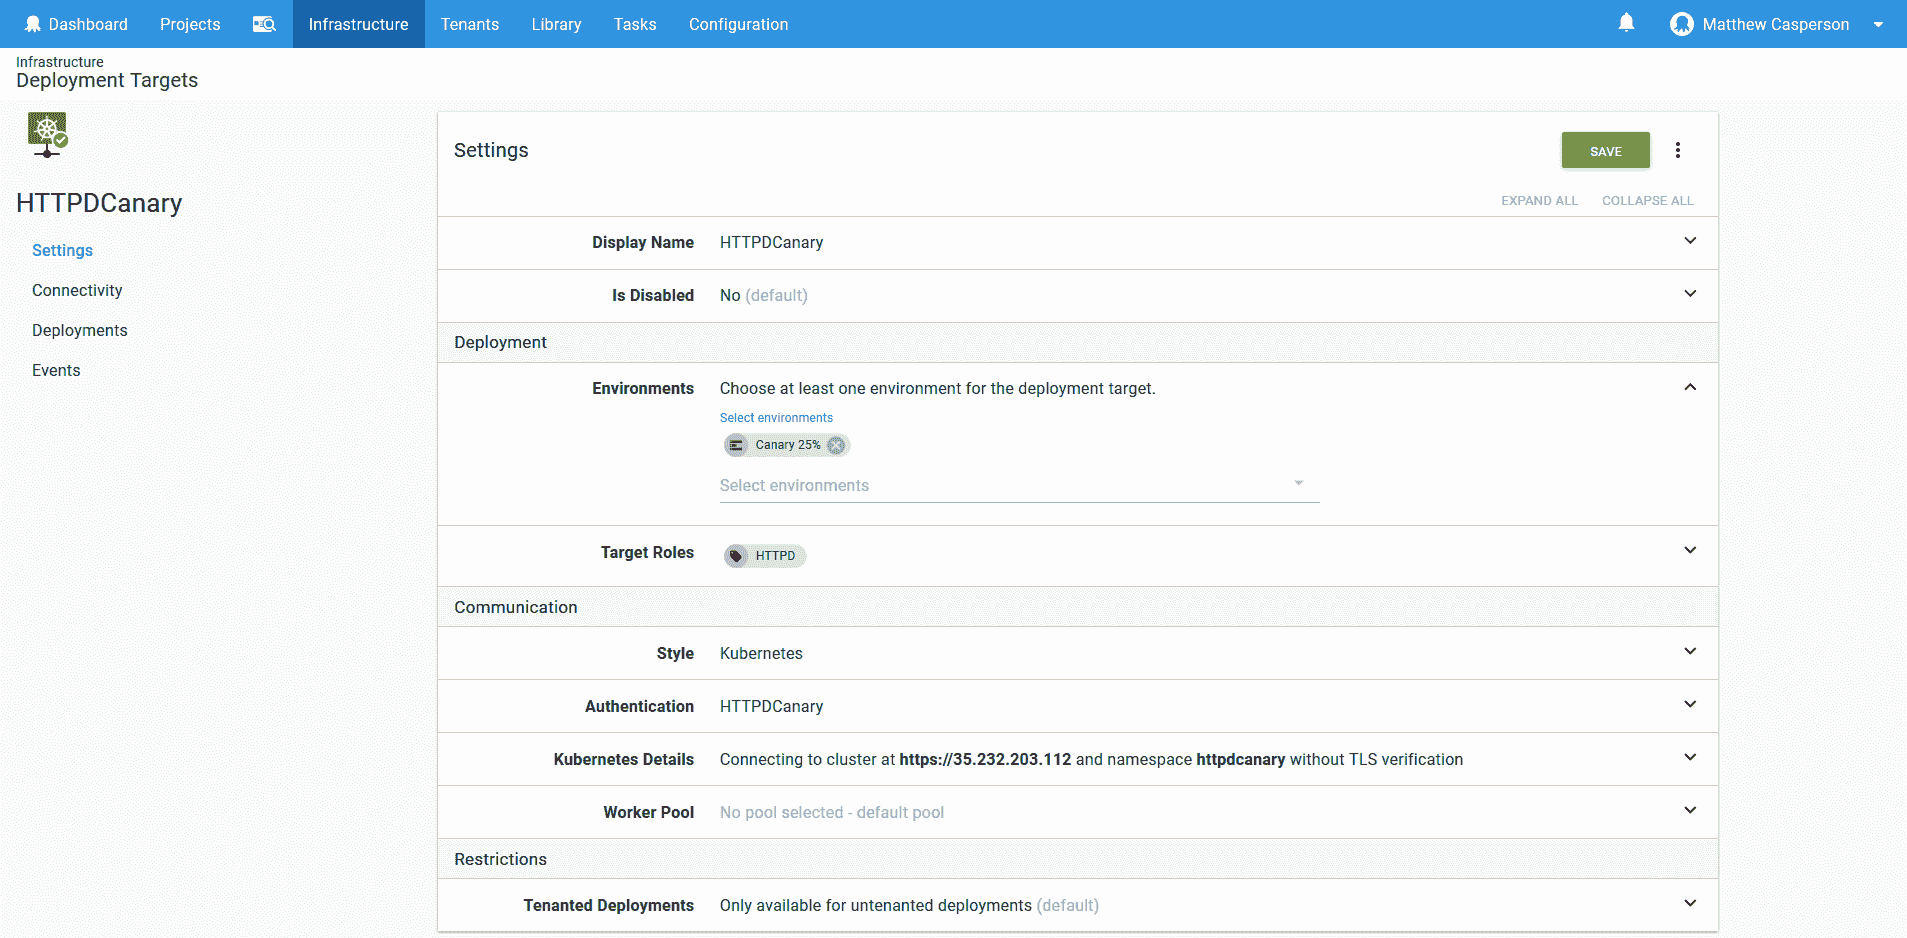 Dashboard Projects Infrastructure Tenants Library Tasks Configuration Matthew Casperson
Infrastructure
Deployment Targets
HTTPDCanary
Settings
Connectivity
Deployments
Events
Settings
SAVE
EXPAND ALL COLLAPSE ALL
Display Name HTTPDCanary
Is Disabled No (default)
Deployment
Environments Choose at least one environment for the deployment target.
Select environments
Canary 25%
Select environments
Target Roles HTTPD
Communication
Style Kubernetes
Authentication HTTPDCanary
Kubernetes Details Connecting to cluster at https://35.232.203.112 and namespace httpdcanary without TLS verification
Worker Pool No pool selected - default pool
Restrictions
Tenanted Deployments Only available for untenanted deployments (default)